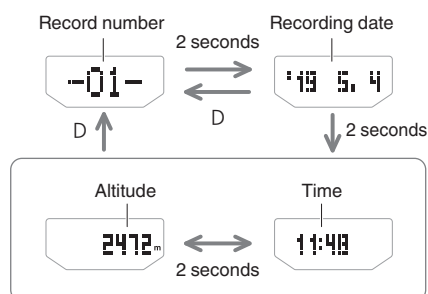 Record number
Recording date
2 seconds
-01-
'19 5. 4
D
D
2 seconds
Altitude
Time
2472m
11:48
2 seconds